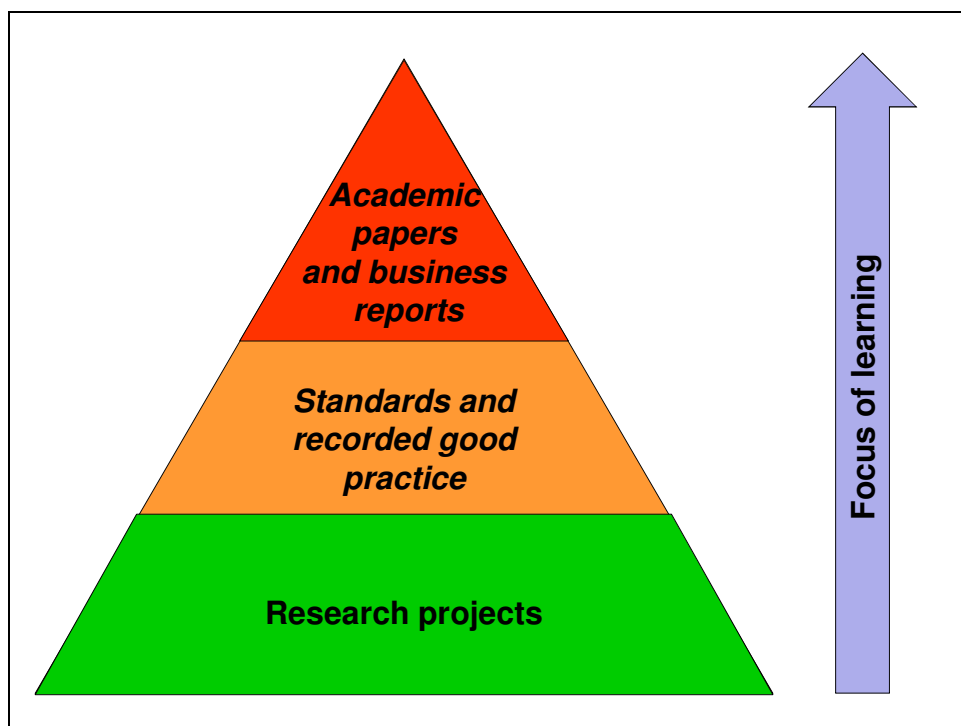 Academic
papers
and business
reports
Standards and
recorded good
practice
Research projects
Focus of learning